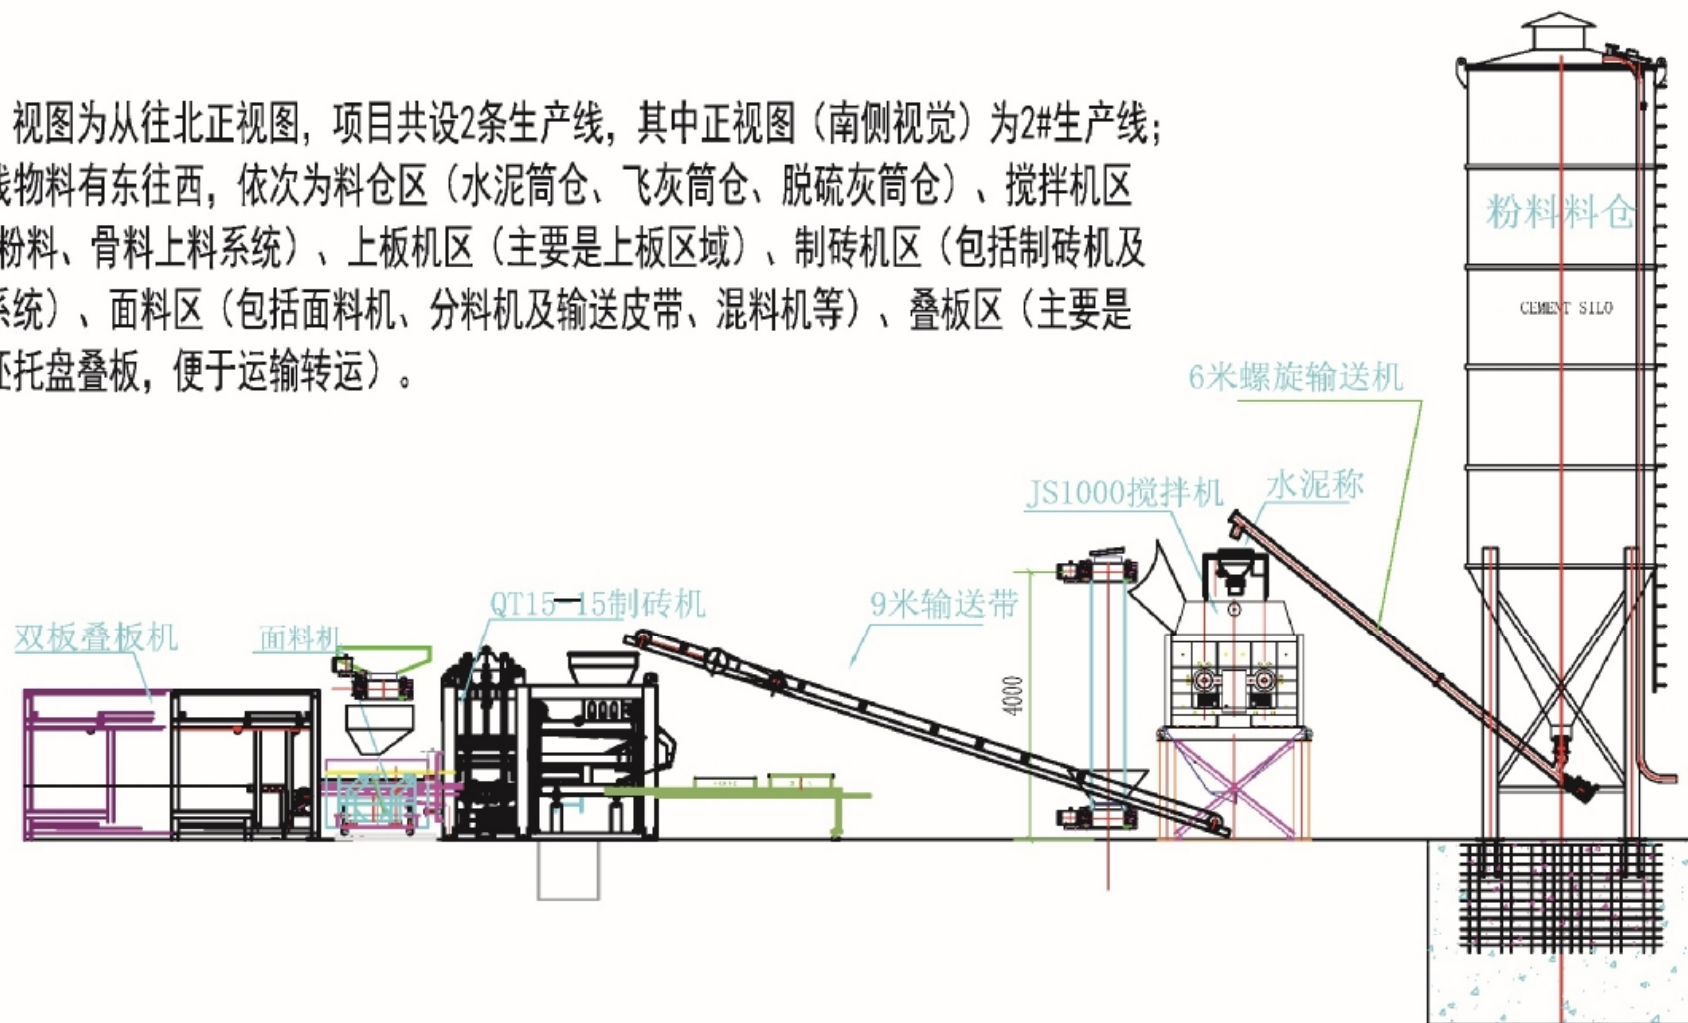 视图为从往北正视图，项目共设2条生产线，其中正视图（南侧视觉）为2#生产线；
线物料有东往西，依次为料仓区（水泥筒仓、飞灰筒仓、脱硫灰筒仓）、搅拌机区
粉料、骨料上料系统）、上板机区（主要是上板区域）、制砖机区（包括制砖机及
系统）、面料区（包括面料机、分料机及输送皮带、混料机等）、叠板区（主要是
坯托盘叠板，便于运输转运）。
粉料料仓
CEMENT SILO
6米螺旋输送机
JS1000搅拌机
水泥称
QT15-15制砖机
9米输送带
双板叠板机
面料机
4000